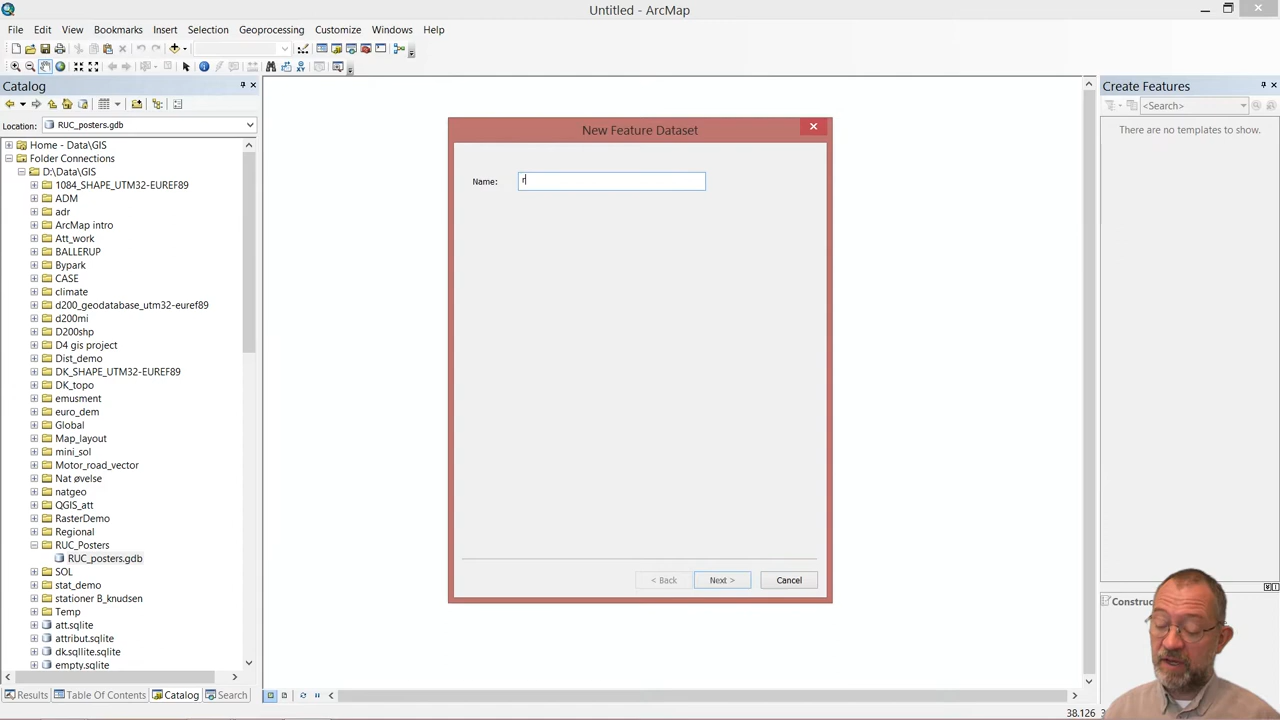 Untitled - ArcMap
File Edit View Bookmarks Insert Selection Geoprocessing Customize Windows Help
Catalog
Location: RUC_posters.gdb
Home - Data\GIS
Folder Connections
D:\Data\GIS
1084_SHAPE_UTM32-EUREF89
ADM
adr
ArcMap intro
Att_work
BALLERUP
Bypark
CASE
climate
d200_geodatabase_utm32-euref89
d200mi
D200shp
D4 gis project
Dist_demo
DK_SHAPE_UTM32-EUREF89
DK_topo
emusment
euro_dem
Global
Map_layout
mini_sol
Motor_road_vector
Nat øvelse
natgeo
QGIS_att
RasterDemo
Regional
RUC_Posters
RUC_posters.gdb
SOL
stat_demo
stationer B_knudsen
Temp
att.sqlite
attribut.sqlite
dk.sqllite.sqlite
empty.sqlite
Results Table Of Contents Catalog Search
New Feature Dataset
Name: r
< Back Next > Cancel
Create Features
<Search>
There are no templates to show.
Construc
38.126